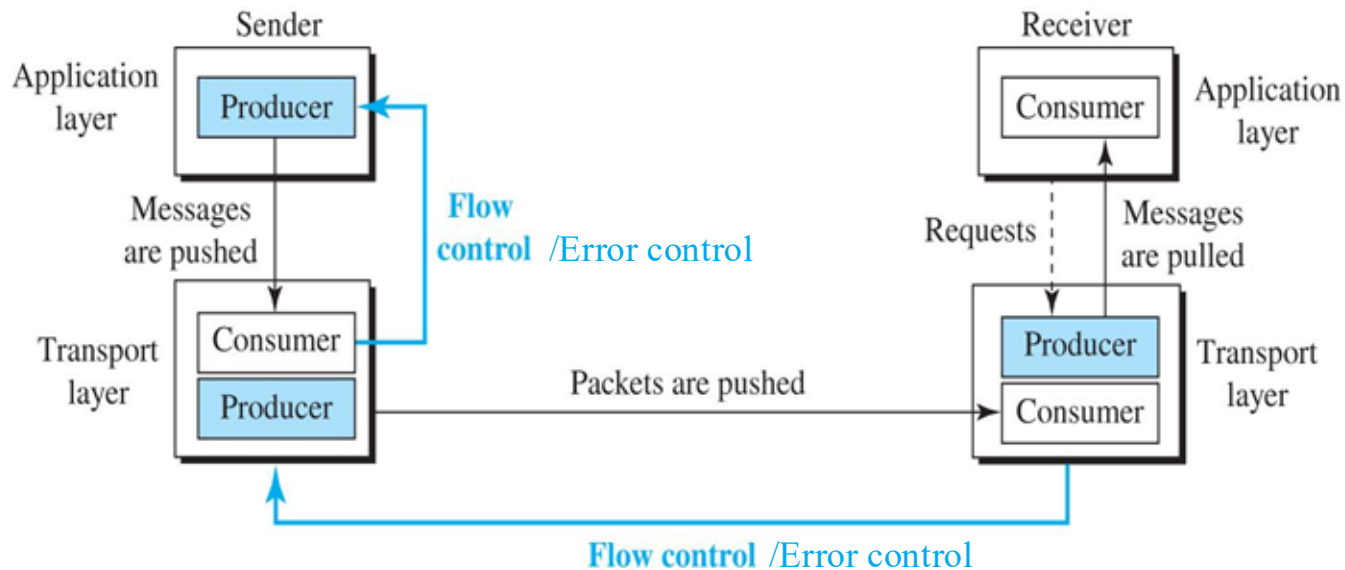 Sender
Receiver
Application
layer
Producer
Consumer
Application
layer
Messages
are pushed
Flow
control /Error control
Requests
Messages
are pulled
Transport
layer
Consumer
Producer
Packets are pushed
Producer
Consumer
Transport
layer
Flow control /Error control